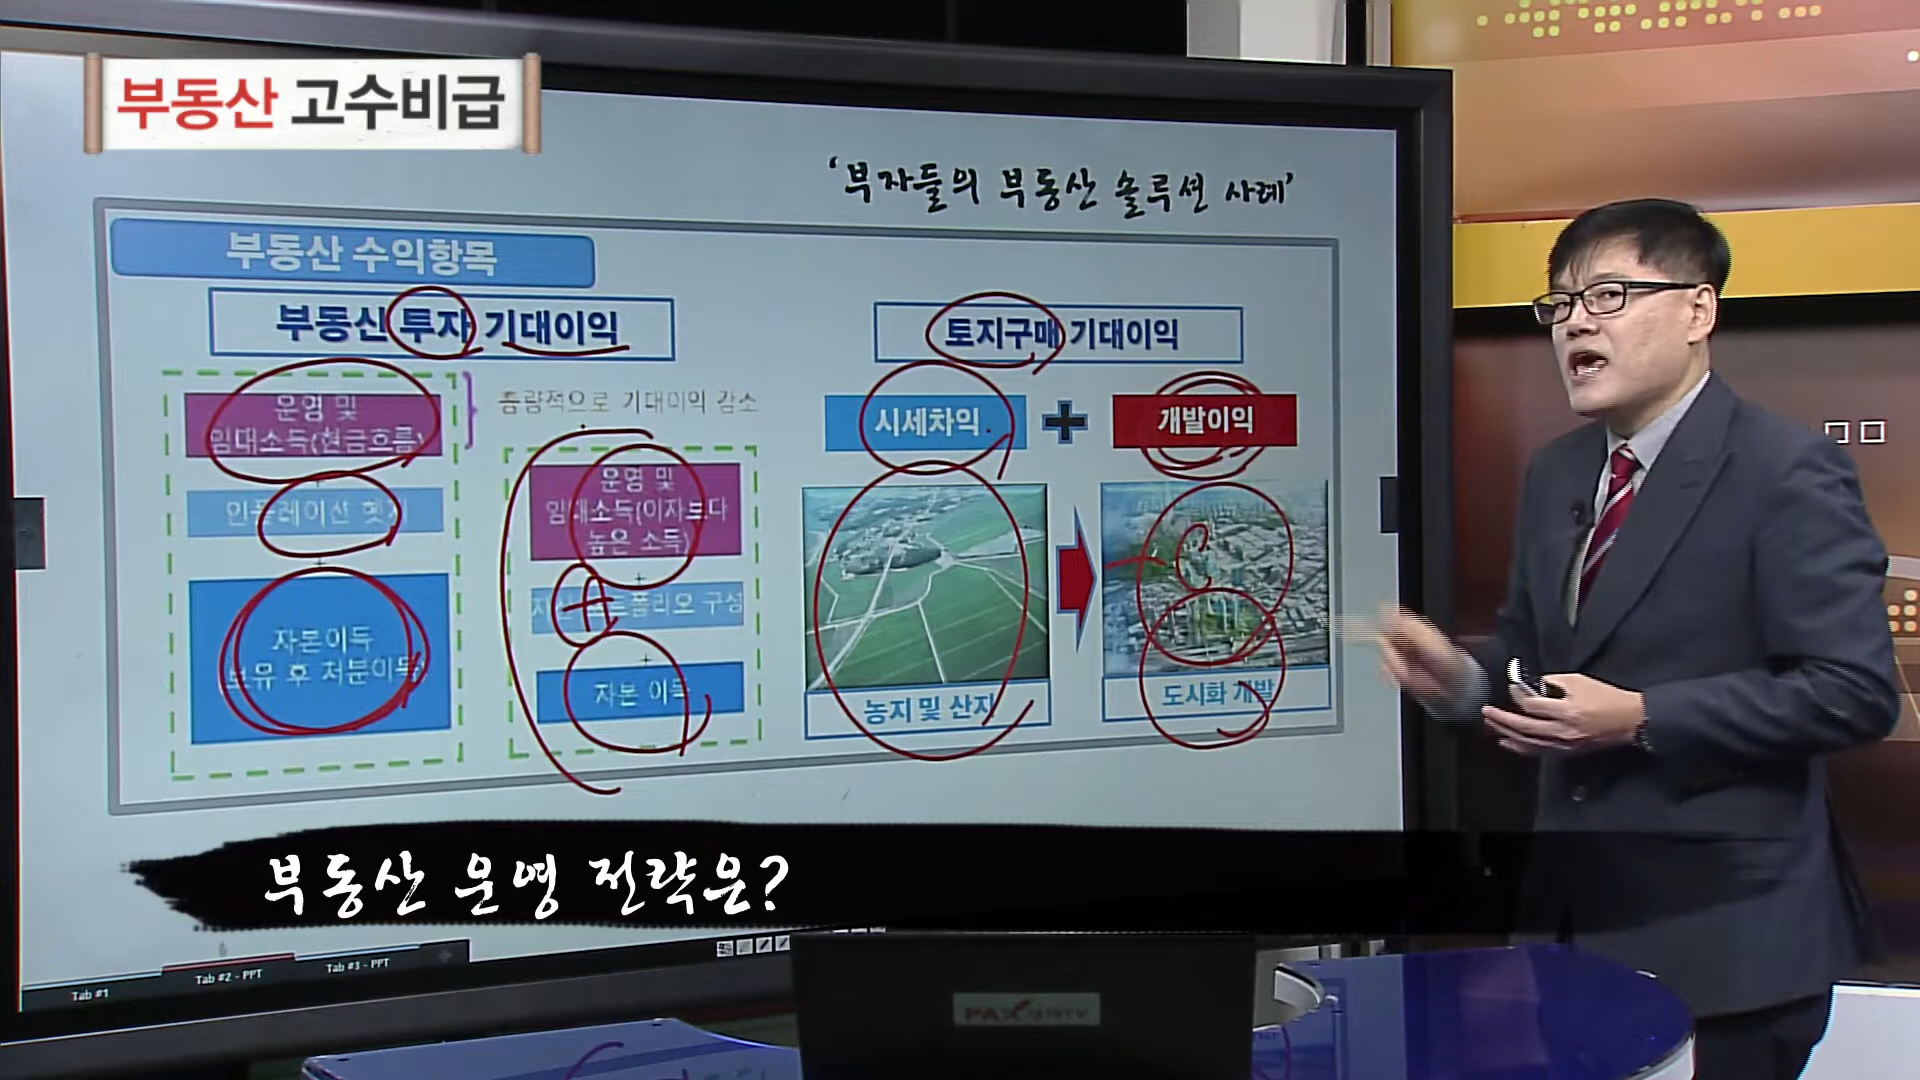 부동산 고수비급
'부자들의 부동산 솔루션 사례'
부동산 수익항목
부동산 투자 기대이익
운영 및
임대소득(현금흐름)
인플레이션 헷지
자본이득
(보유 후 처분이득)
총량적으로 기대이익 감소
운영 및
임대소득(이자보다
높은 소득)
자산 포트폴리오 구성
자본 이득
토지구매 기대이익
시세차익
+
개발이익
농지 및 산지
도시화 개발
부동산 운영 전략은?
Tab #1
Tab #2 - PPT
Tab #3 - PPT
PAX